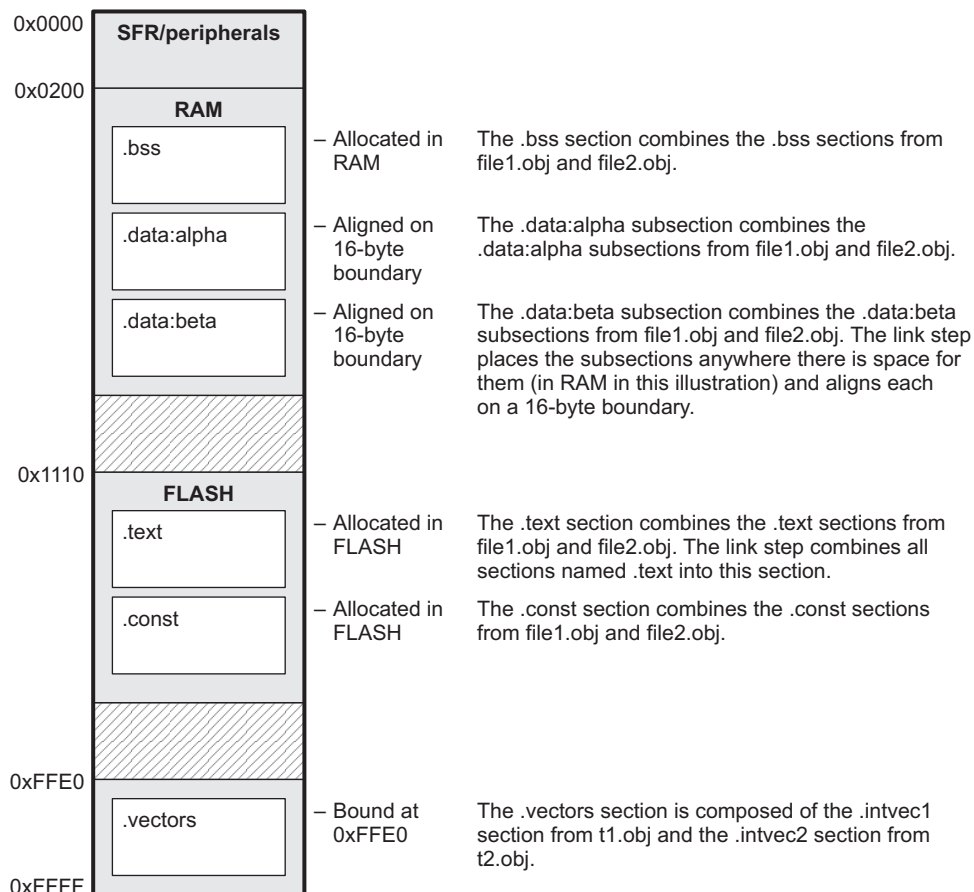 0x0000
SFR/peripherals
0x0200
RAM
.bss
– Allocated in
RAM
The .bss section combines the .bss sections from
file1.obj and file2.obj.
.data:alpha
– Aligned on
16-byte
boundary
The .data:alpha subsection combines the
.data:alpha subsections from file1.obj and file2.obj.
.data:beta
– Aligned on
16-byte
boundary
The .data:beta subsection combines the .data:beta
subsections from file1.obj and file2.obj. The link step
places the subsections anywhere there is space for
them (in RAM in this illustration) and aligns each
on a 16-byte boundary.
0x1110
FLASH
.text
– Allocated in
FLASH
The .text section combines the .text sections from
file1.obj and file2.obj. The link step combines all
sections named .text into this section.
.const
– Allocated in
FLASH
The .const section combines the .const sections
from file1.obj and file2.obj.
0xFFE0
.vectors
– Bound at
0xFFE0
The .vectors section is composed of the .intvec1
section from t1.obj and the .intvec2 section from
t2.obj.
0xFFFF